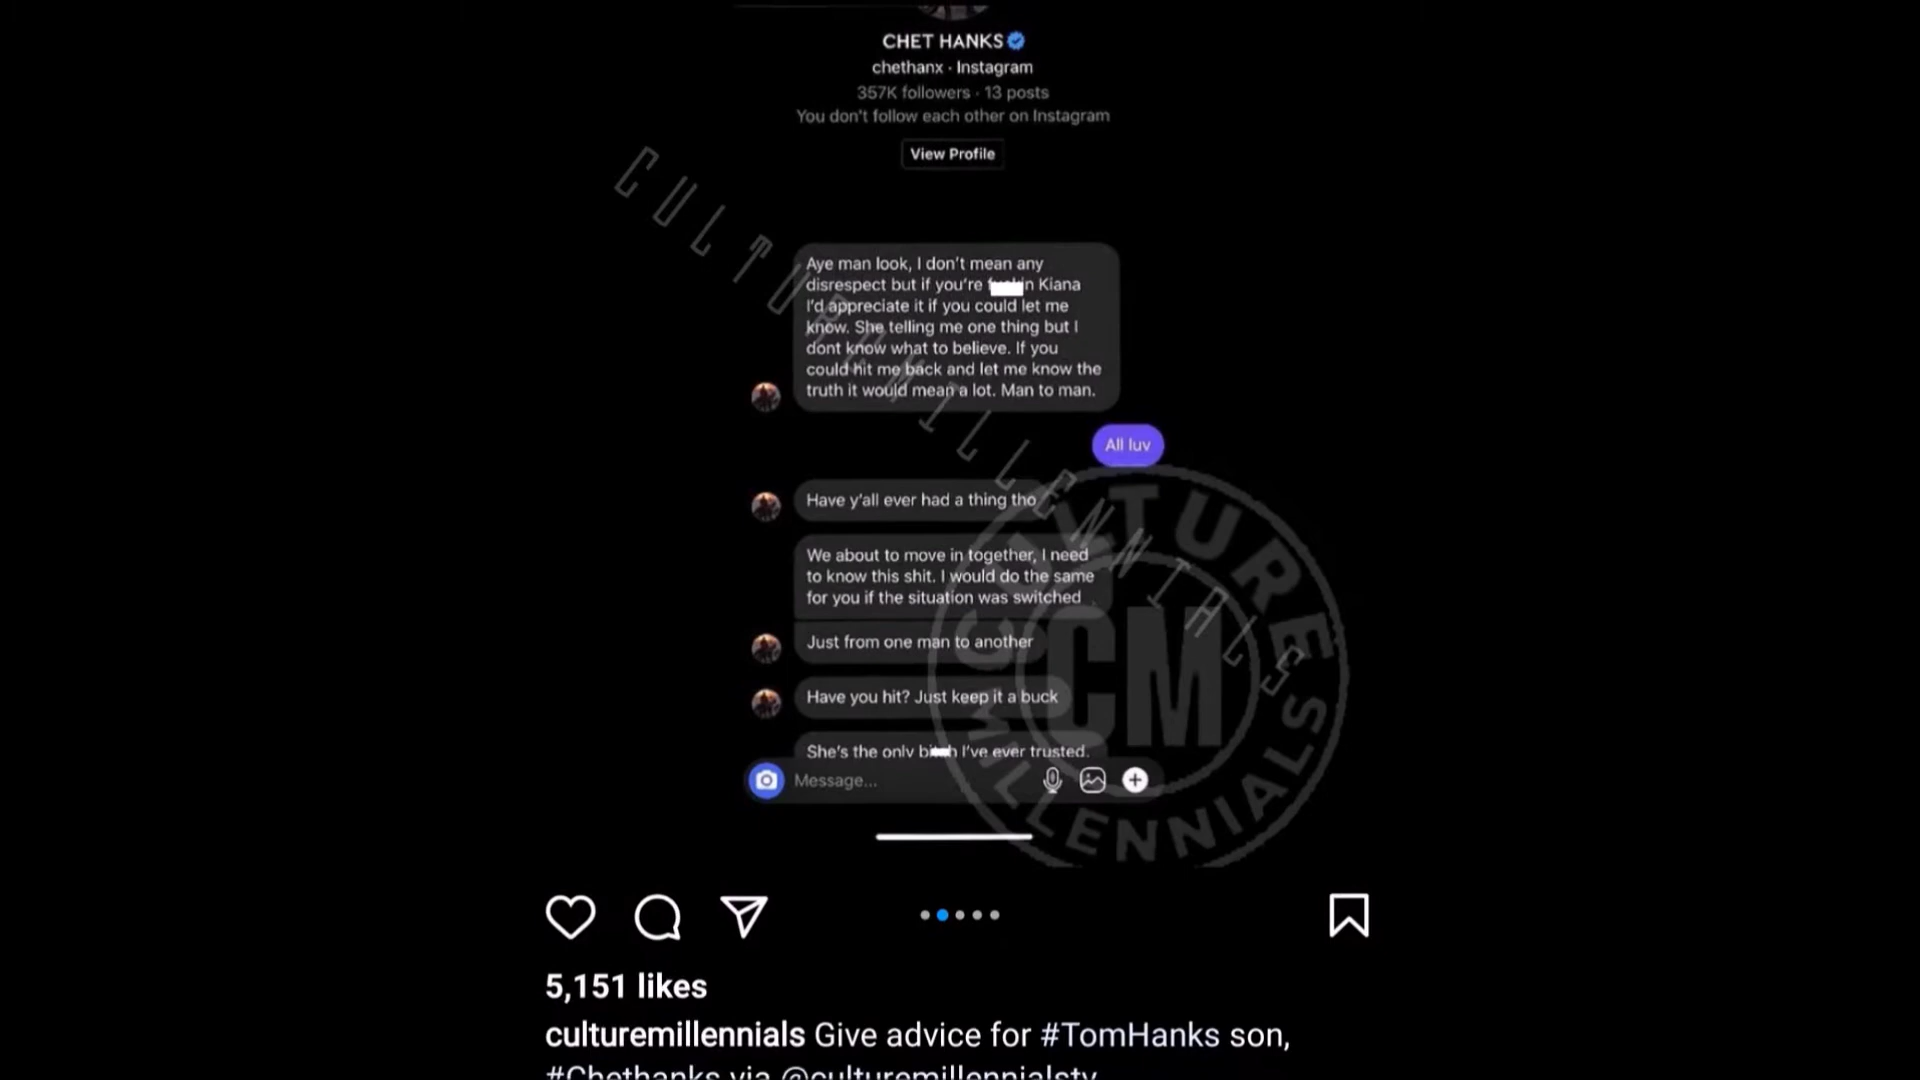 CHET HANKS
chethanx · Instagram
357K followers · 13 posts
You don't follow each other on Instagram
View Profile
CULTUREMILLENNIALS
Aye man look, I don't mean any
disrespect but if you're in Kiana
I'd appreciate it if you could let me
know. She telling me one thing but I
dont know what to believe. If you
could hit me back and let me know the
truth it would mean a lot. Man to man.
All luv
Have y'all ever had a thing tho
We about to move in together, I need
to know this shit. I would do the same
for you if the situation was switched
Just from one man to another
Have you hit? Just keep it a buck
She's the only I've ever trusted.
Message...
CULTURE
CM
MILLENNIALS
5,151 likes
culturemillennials Give advice for #TomHanks son,
#Chethanks via @culturemillennialstv